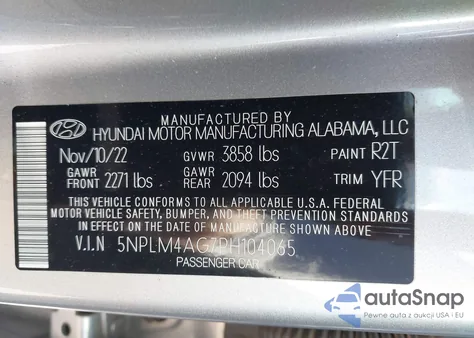 MANUFACTURED BY
HYUNDAI MOTOR MANUFACTURING ALABAMA, LLC
Nov/10/22 GVWR 3858 lbs PAINT R2T
GAWR FRONT 2271 lbs GAWR REAR 2094 lbs TRIM YFR
THIS VEHICLE CONFORMS TO ALL APPLICABLE U.S.A. FEDERAL
MOTOR VEHICLE SAFETY, BUMPER, AND THEFT PREVENTION STANDARDS
IN EFFECT ON THE DATE OF MANUFACTURE SHOWN ABOVE.
V.I.N 5NPLM4AG7PH104065
PASSENGER CAR
autoSnap
Pewne auta z aukcji USA i EU